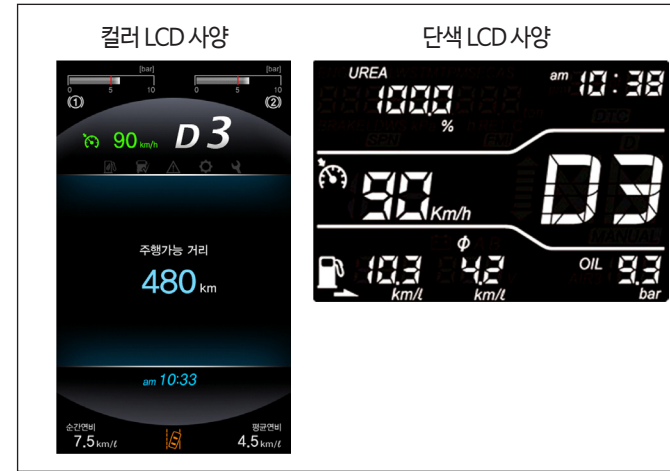 컬러 LCD 사양
단색 LCD 사양
[bar]
[bar]
0 5 10
0 5 10
①
②
90 km/h
D 3
주행가능 거리
480 km
am 10:33
순간연비
7.5 km/ℓ
평균연비
4.5 km/ℓ
UREA
100.0
%
am 10:38
DTC
SPN
FMI
D
90 Km/h
D3
MANUAL
10.3
km/ℓ
ϕ
4.2
km/ℓ
OIL 9.3
bar